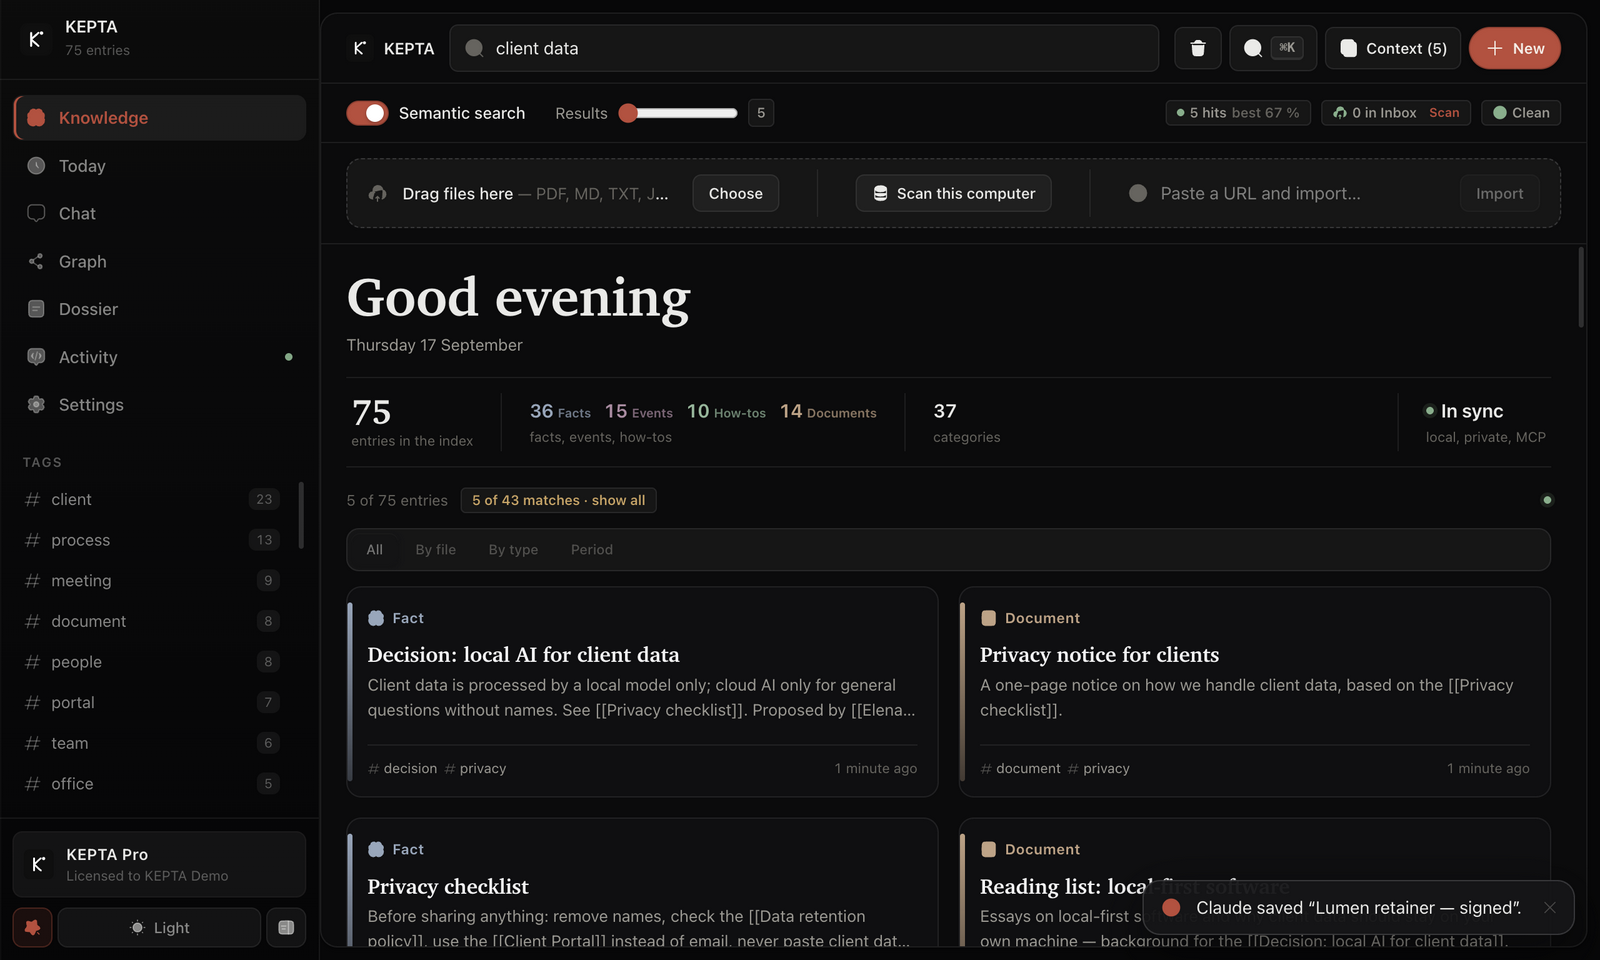 KEPTA
75 entries
Knowledge
Today
Chat
Graph
Dossier
Activity
Settings
TAGS
# client 23
# process 13
# meeting 9
# document 8
# people 8
# portal 7
# team 6
# office 5
KEPTA Pro
Licensed to KEPTA Demo
Light
KEPTA
client data
⌘K
Context (5)
New
Semantic search
Results
5
5 hits best 67 %
0 in Inbox Scan
Clean
Drag files here — PDF, MD, TXT, J...
Choose
Scan this computer
Paste a URL and import...
Import
Good evening
Thursday 17 September
75
entries in the index
36 Facts 15 Events 10 How-tos 14 Documents
facts, events, how-tos
37
categories
In sync
local, private, MCP
5 of 75 entries
5 of 43 matches · show all
All By file By type Period
Fact
Decision: local AI for client data
Client data is processed by a local model only; cloud AI only for general
questions without names. See [[Privacy checklist]]. Proposed by [[Elena...
# decision # privacy
1 minute ago
Document
Privacy notice for clients
A one-page notice on how we handle client data, based on the [[Privacy
checklist]].
# document # privacy
1 minute ago
Fact
Privacy checklist
Before sharing anything: remove names, check the [[Data retention
policy]], use the [[Client Portal]] instead of email, never paste client dat...
Document
Reading list: local-first software
Essays on local-first
own machine — background for the [[Decision: local AI for client data]].
Claude saved “Lumen retainer — signed”.